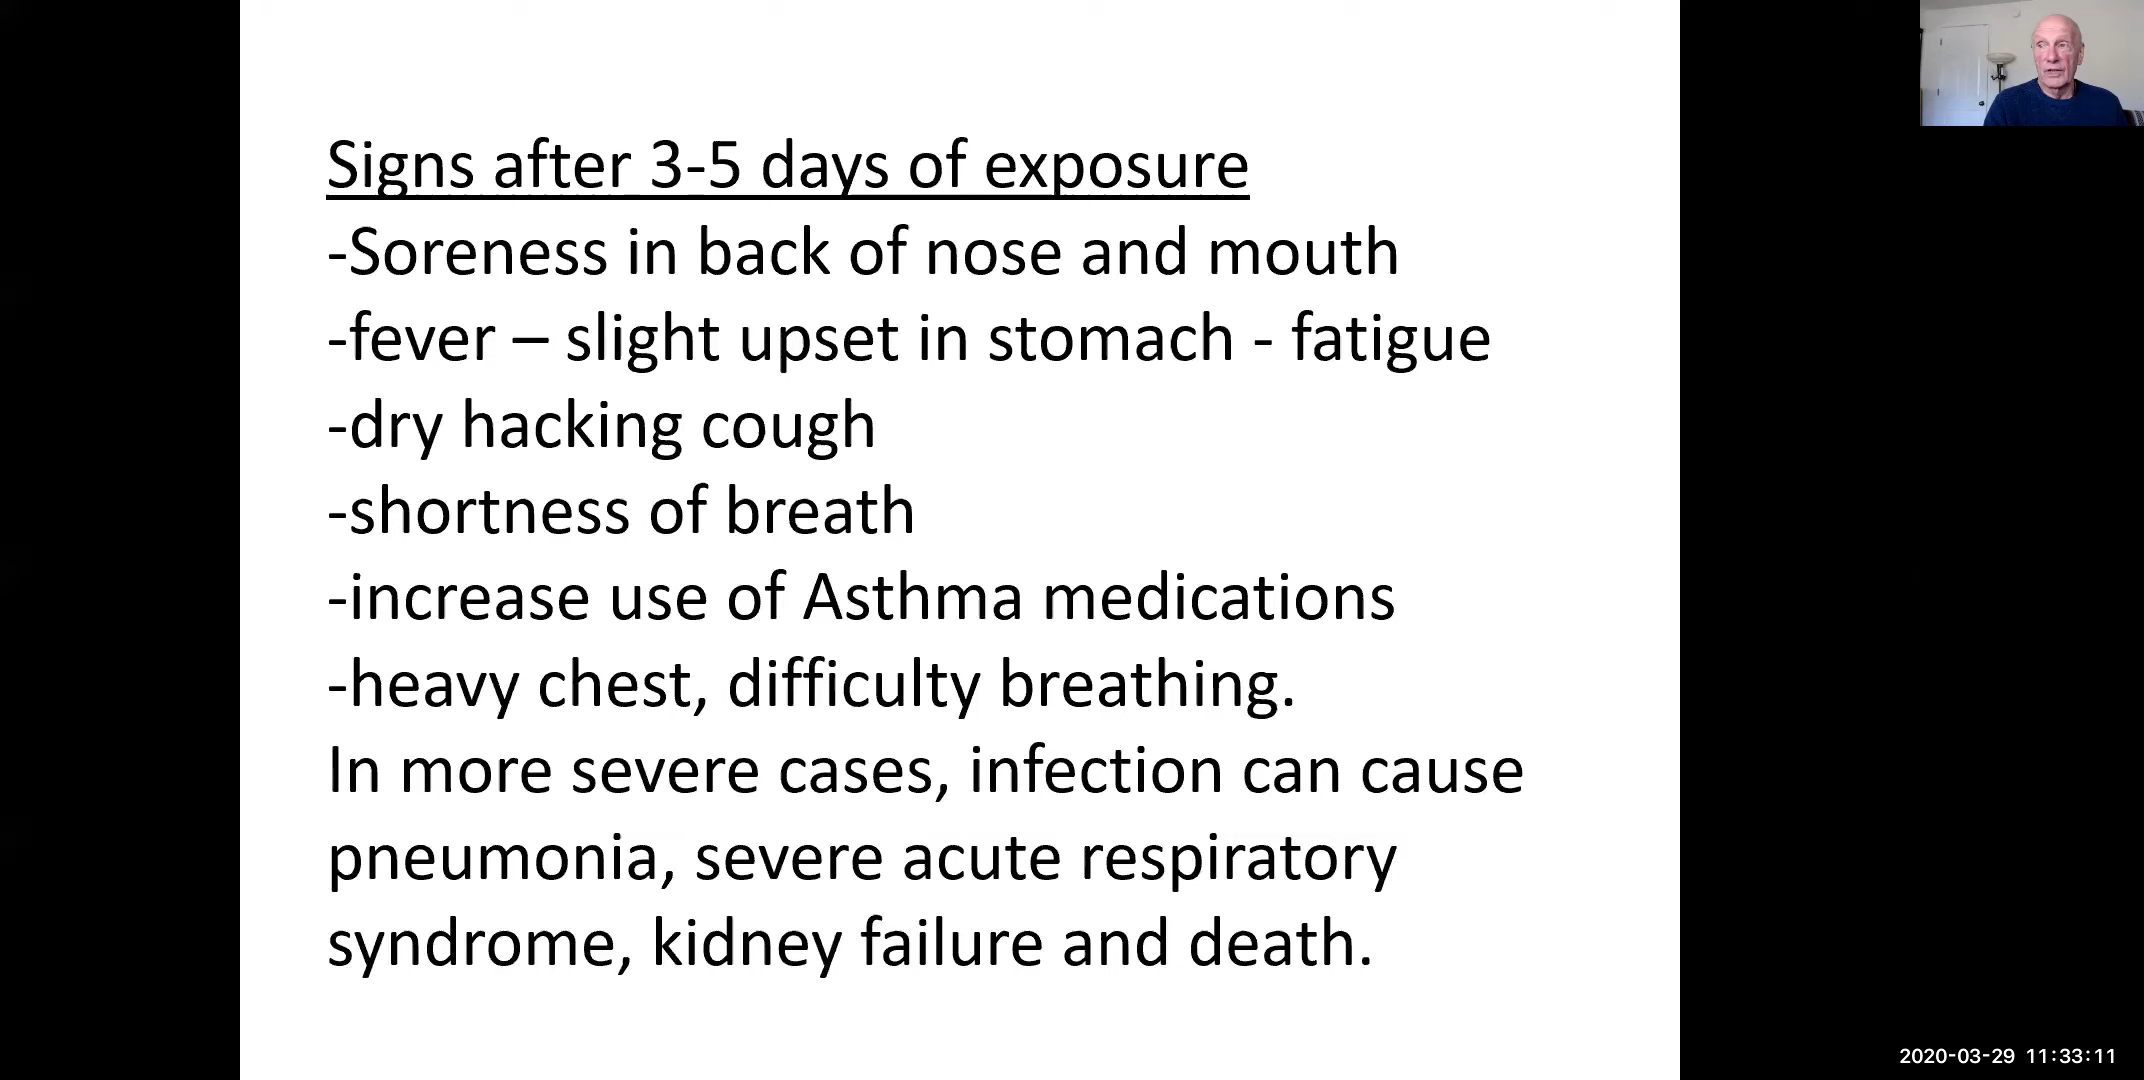 Signs after 3-5 days of exposure
-Soreness in back of nose and mouth
-fever – slight upset in stomach - fatigue
-dry hacking cough
-shortness of breath
-increase use of Asthma medications
-heavy chest, difficulty breathing.
In more severe cases, infection can cause
pneumonia, severe acute respiratory
syndrome, kidney failure and death.
2020-03-29 11:33:11